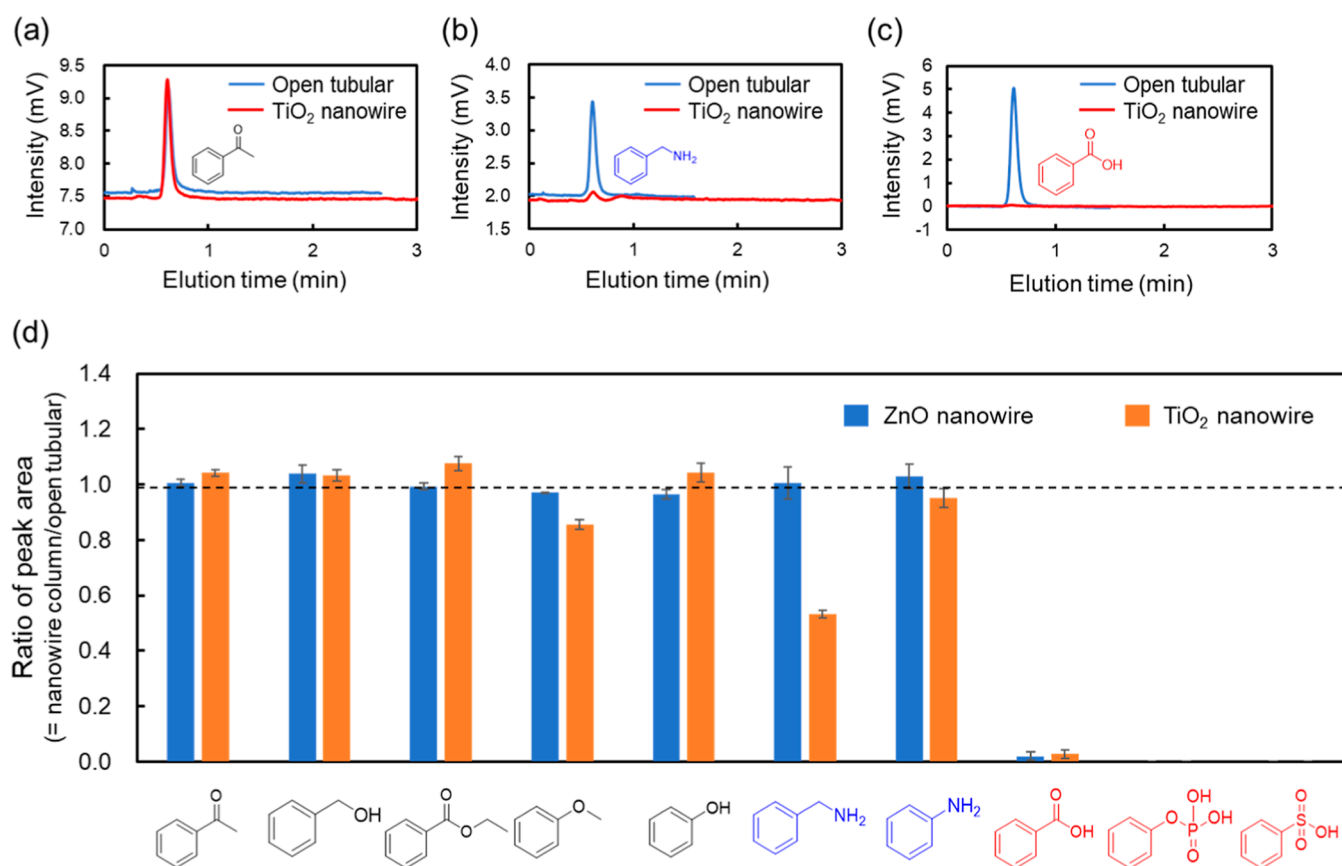 (a)
9.5
9.0
8.5
8.0
7.5
7.0
Intensity (mV)
Open tubular
TiO₂ nanowire
O
0 1 2 3
Elution time (min)
(b)
4.0
3.5
3.0
2.5
2.0
1.5
Intensity (mV)
Open tubular
TiO₂ nanowire
NH₂
0 1 2 3
Elution time (min)
(c)
6
5
4
3
2
1
0
-1
Intensity (mV)
Open tubular
TiO₂ nanowire
O
OH
0 1 2 3
Elution time (min)
(d)
1.4
1.2
1.0
0.8
0.6
0.4
0.2
0.0
Ratio of peak area
(= nanowire column/open tubular)
ZnO nanowire
TiO₂ nanowire
O
OH
O
O
O
OH
NH₂
NH₂
O
OH
OH
O
P
OH
O
O
S
OH
O